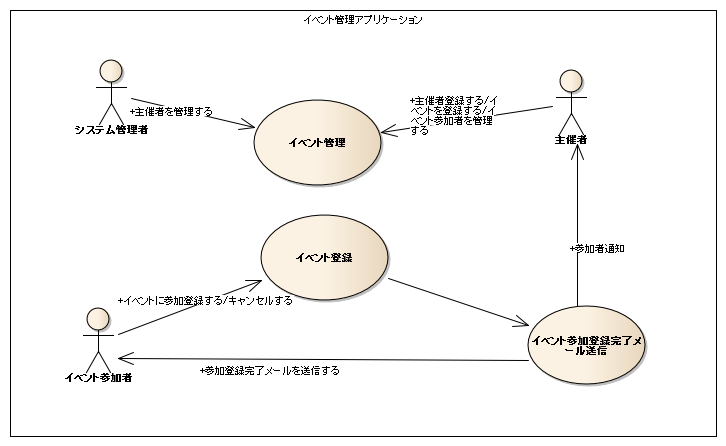 イベント管理アプリケーション
+主催者を管理する
システム管理者
イベント管理
+主催者登録する/イ
ベントを登録する/イ
ベント参加者を管理
する
主催者
イベント登録
+参加者通知
+イベントに参加登録する/キャンセルする
イベント参加者
イベント参加登録完了メ
ール送信
+参加登録完了メールを送信する